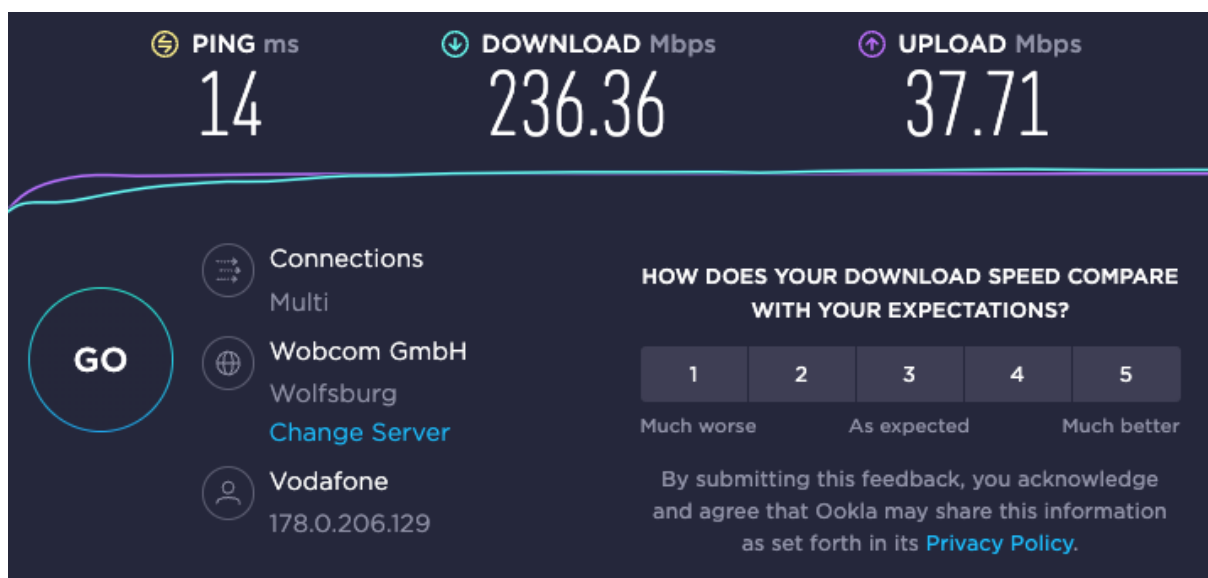 PING ms
14
DOWNLOAD Mbps
236.36
UPLOAD Mbps
37.71
GO
Connections
Multi
Wobcom GmbH
Wolfsburg
Change Server
Vodafone
178.0.206.129
HOW DOES YOUR DOWNLOAD SPEED COMPARE
WITH YOUR EXPECTATIONS?
1 2 3 4 5
Much worse As expected Much better
By submitting this feedback, you acknowledge
and agree that Ookla may share this information
as set forth in its Privacy Policy.